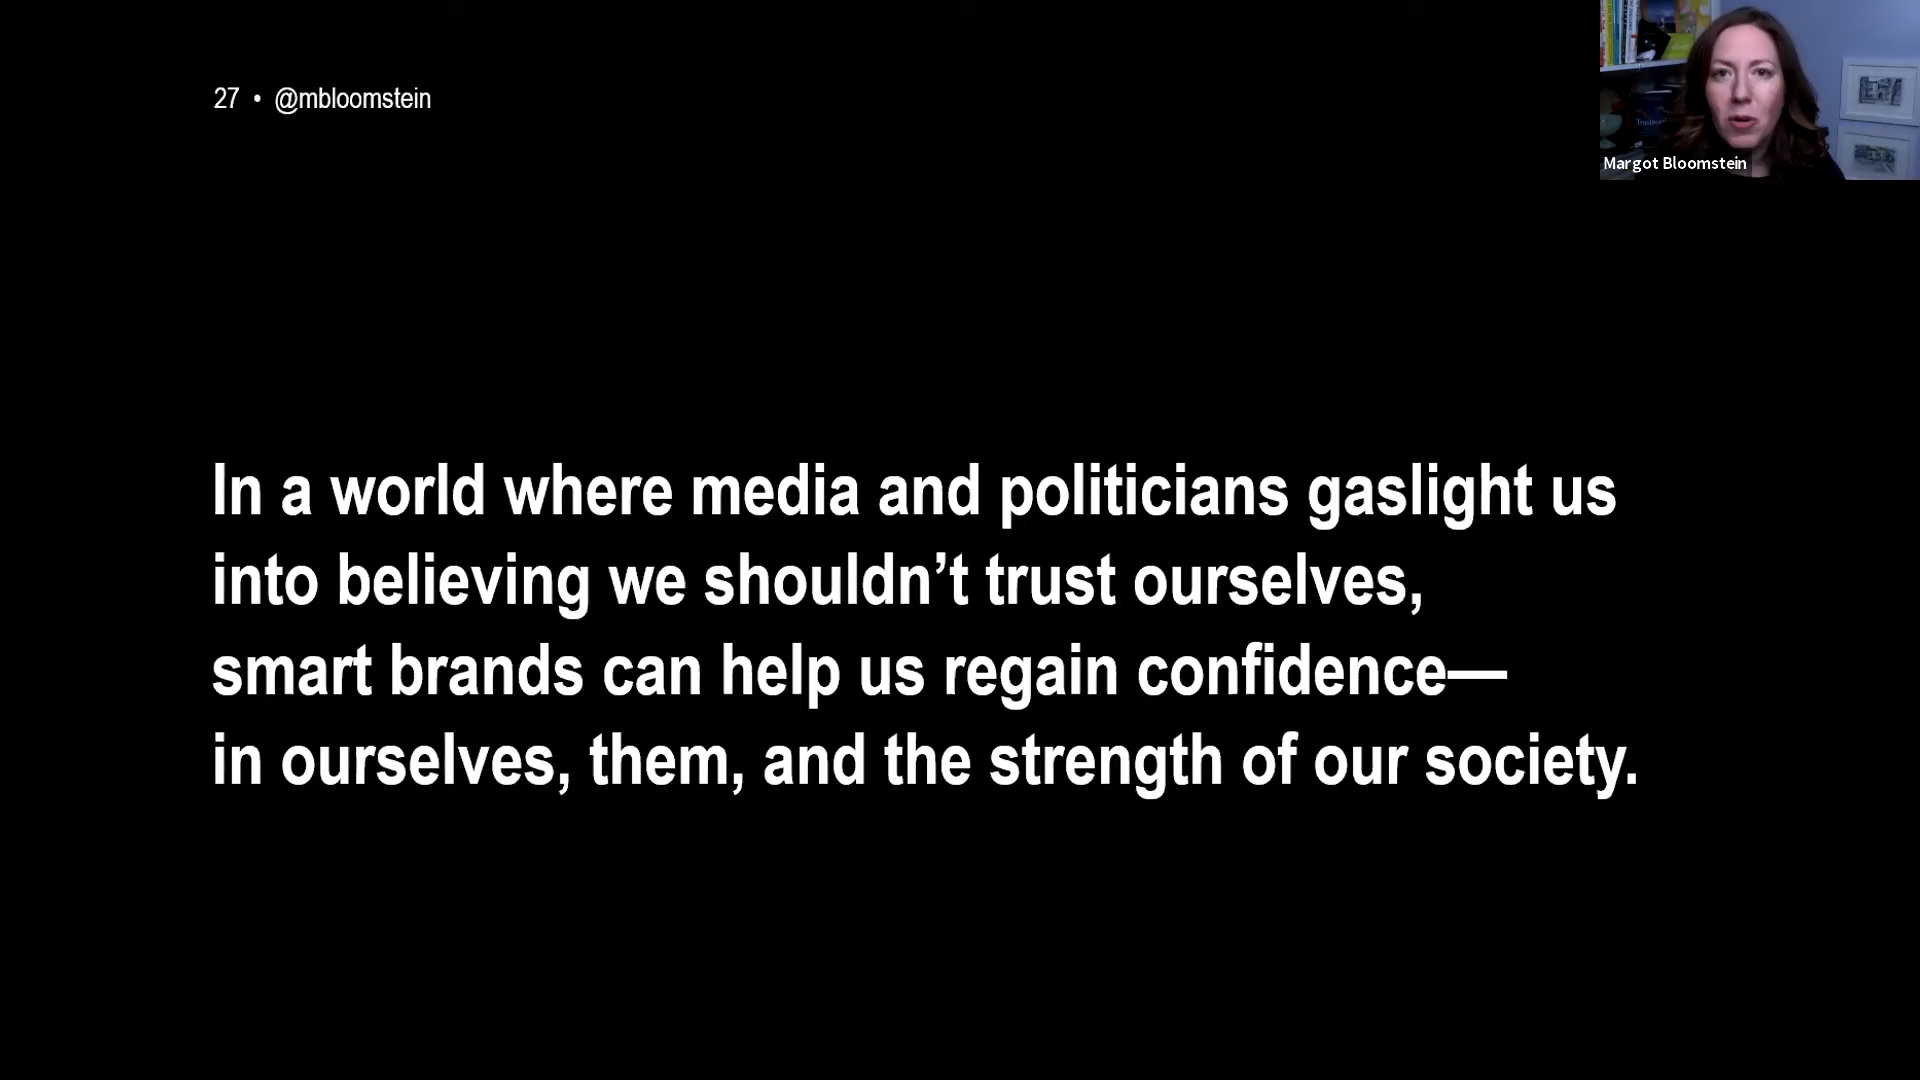 27 • @mbloomstein
Margot Bloomstein
In a world where media and politicians gaslight us
into believing we shouldn’t trust ourselves,
smart brands can help us regain confidence—
in ourselves, them, and the strength of our society.